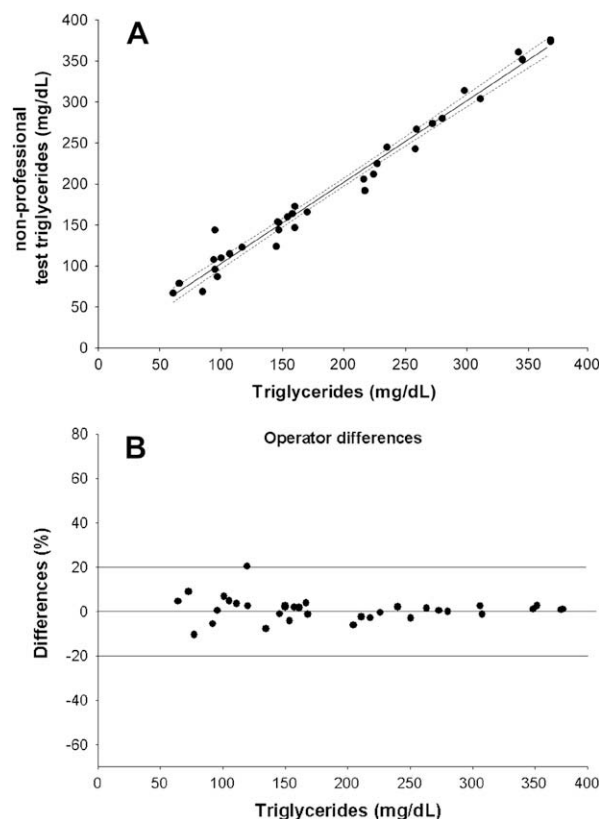 A
400
350
300
250
200
150
100
50
0
non-professional
test triglycerides (mg/dL)
0 50 100 150 200 250 300 350 400
Triglycerides (mg/dL)
B
Operator differences
80
60
40
20
0
-20
-40
-60
Differences (%)
0 50 100 150 200 250 300 350 400
Triglycerides (mg/dL)